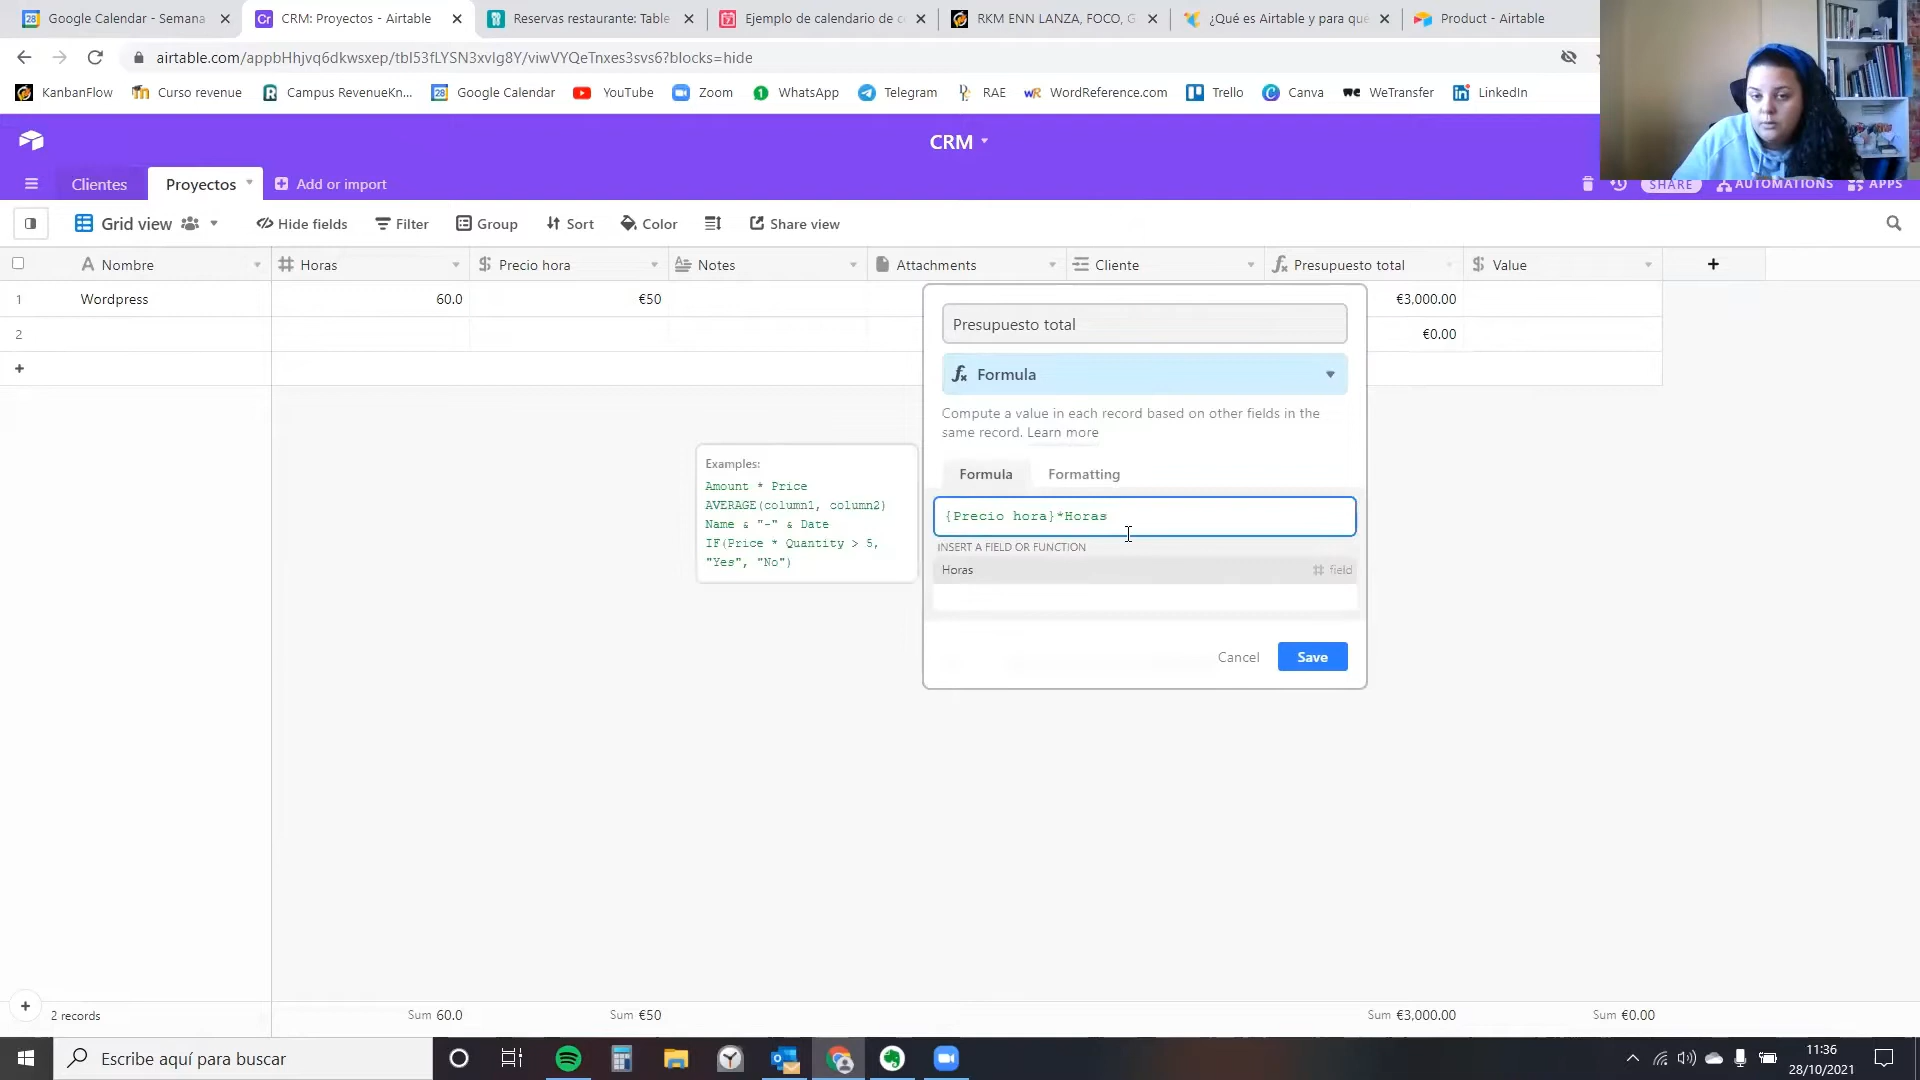 Google Calendar - Semana
CRM: Proyectos - Airtable
Reservas restaurante: Table
Ejemplo de calendario de c
RKM ENN LANZA, FOCO, G
¿Qué es Airtable y para que
Product - Airtable
airtable.com/appbHhjvq6dkwsxep/tbl53fLYSN3xvIg8Y/viwVYQeTnxes3svs6?blocks=hide
KanbanFlow
Curso revenue
Campus RevenueKn...
Google Calendar
YouTube
Zoom
WhatsApp
Telegram
RAE
WordReference.com
Trello
Canva
WeTransfer
LinkedIn
CRM
Clientes
Proyectos
Add or import
SHARE
AUTOMATIONS
APPS
Grid view
Hide fields
Filter
Group
Sort
Color
Share view
Nombre
Horas
Precio hora
Notes
Attachments
Cliente
Presupuesto total
Value
1 Wordpress 60.0 €50 €3,000.00
2 €0.00
Presupuesto total
Formula
Compute a value in each record based on other fields in the
same record. Learn more
Formula
Formatting
{Precio hora}*Horas
INSERT A FIELD OR FUNCTION
Horas
field
Cancel
Save
Examples:
Amount * Price
AVERAGE(column1, column2)
Name & "-" & Date
IF(Price * Quantity > 5,
"Yes", "No")
2 records
Sum 60.0
Sum €50
Sum €3,000.00
Sum €0.00
Escribe aquí para buscar
11:36
28/10/2021